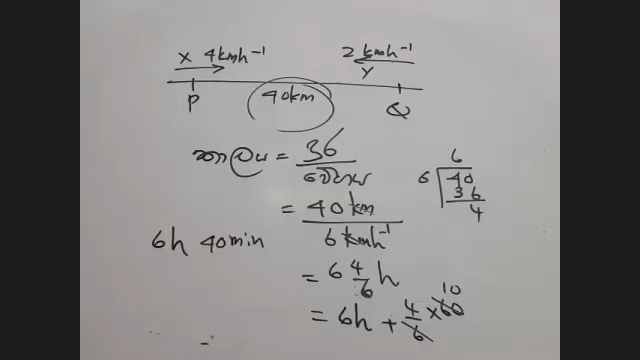 X 4kmh⁻¹ 2kmh⁻¹
Y
P 40km Q
= 36
6
6 40
= 40km
6kmh⁻¹
36
4
6h 40min
= 6 4/6 h
10
= 6h + 4/6 × 60